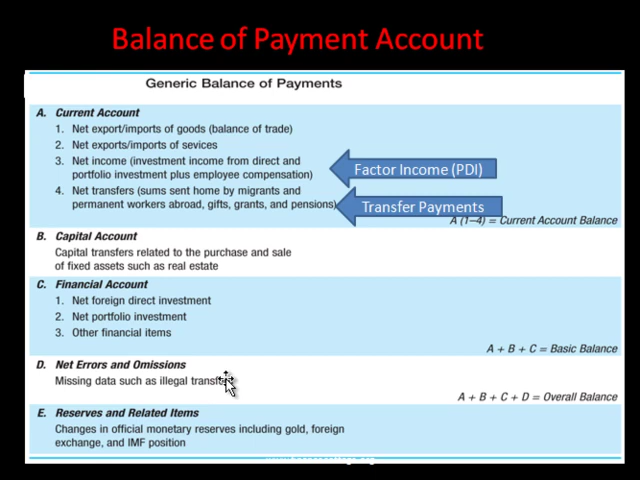 Balance of Payment Account
Generic Balance of Payments
A. Current Account
1. Net export/imports of goods (balance of trade)
2. Net exports/imports of sevices
3. Net income (investment income from direct and
portfolio investment plus employee compensation)
Factor Income (PDI)
4. Net transfers (sums sent home by migrants and
permanent workers abroad, gifts, grants, and pensions)
Transfer Payments
A (1–4) = Current Account Balance
B. Capital Account
Capital transfers related to the purchase and sale
of fixed assets such as real estate
C. Financial Account
1. Net foreign direct investment
2. Net portfolio investment
3. Other financial items
A + B + C = Basic Balance
D. Net Errors and Omissions
Missing data such as illegal
A + B + C + D = Overall Balance
E. Reserves and Related Items
Changes in official monetary reserves including gold, foreign
exchange, and IMF position